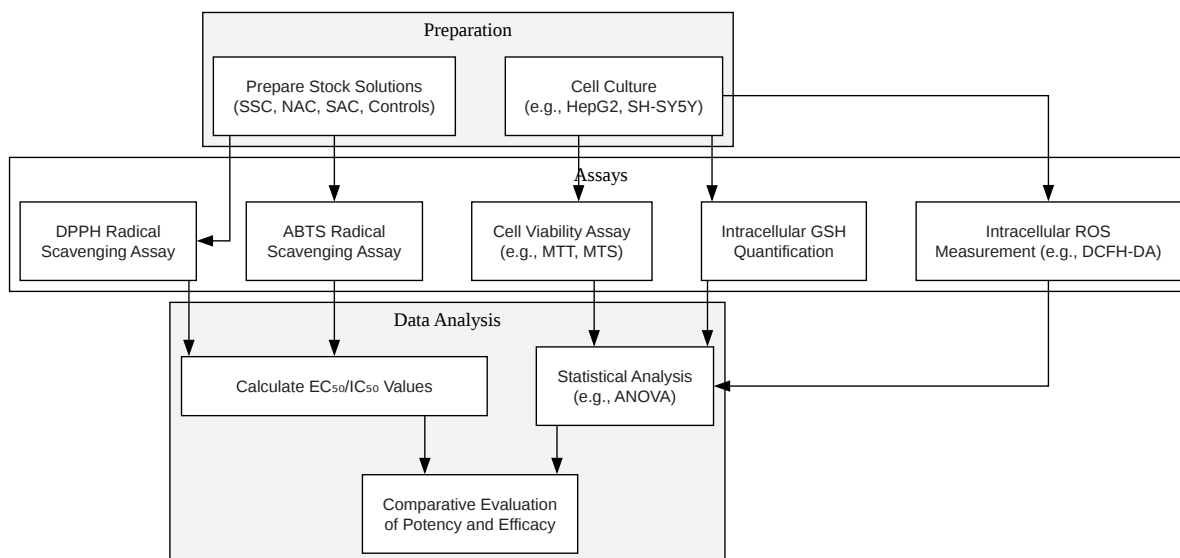 Preparation
Prepare Stock Solutions
(SSC, NAC, SAC, Controls)
Cell Culture
(e.g., HepG2, SH-SY5Y)
Assays
DPPH Radical
Scavenging Assay
ABTS Radical
Scavenging Assay
Cell Viability Assay
(e.g., MTT, MTS)
Intracellular GSH
Quantification
Intracellular ROS
Measurement (e.g., DCFH-DA)
Data Analysis
Calculate EC₅₀/IC₅₀ Values
Statistical Analysis
(e.g., ANOVA)
Comparative Evaluation
of Potency and Efficacy